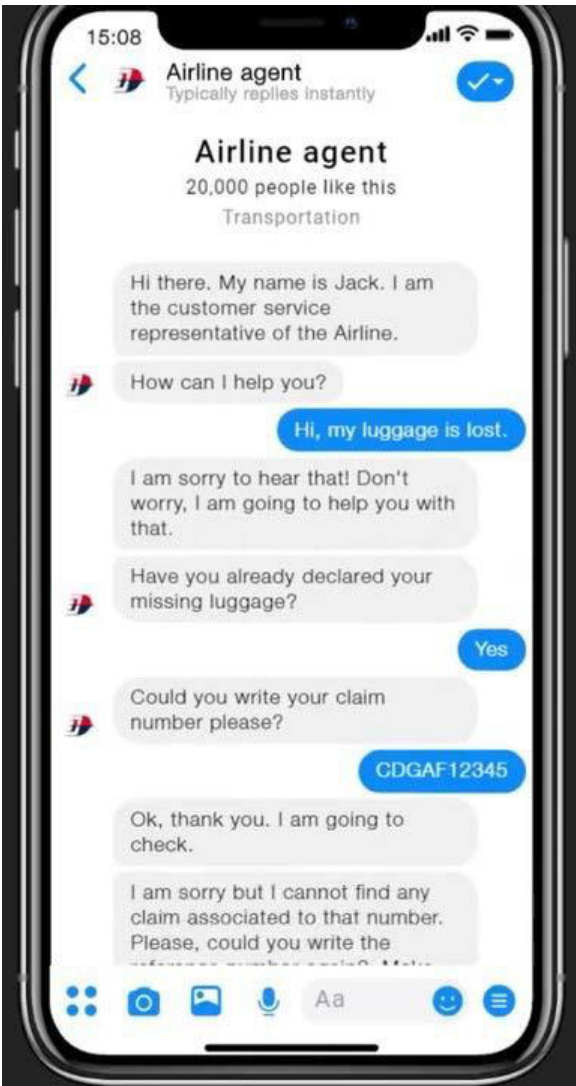 15:08
Airline agent
Typically replies instantly
Airline agent
20,000 people like this
Transportation
Hi there. My name is Jack. I am
the customer service
representative of the Airline.
How can I help you?
Hi, my luggage is lost.
I am sorry to hear that! Don't
worry, I am going to help you with
that.
Have you already declared your
missing luggage?
Yes
Could you write your claim
number please?
CDGAF12345
Ok, thank you. I am going to
check.
I am sorry but I cannot find any
claim associated to that number.
Please, could you write the
Aa